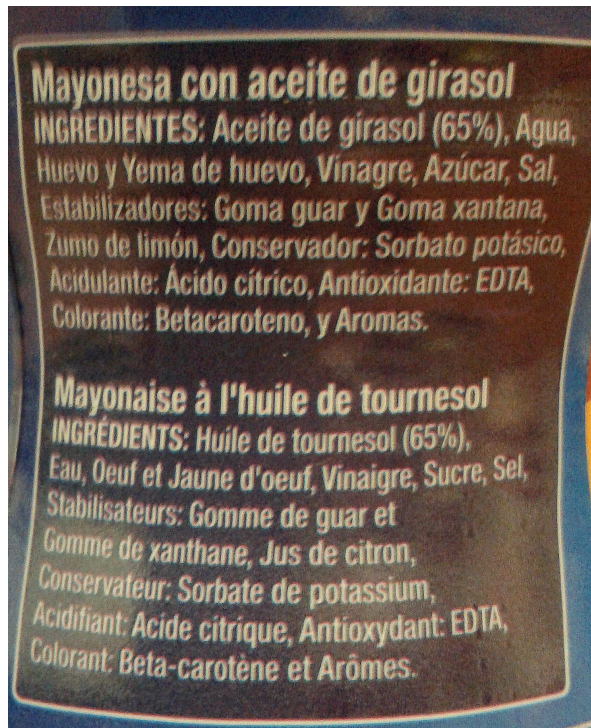 Mayonesa con aceite de girasol
INGREDIENTES: Aceite de girasol (65%), Agua,
Huevo y Yema de huevo, Vinagre, Azúcar, Sal,
Estabilizadores: Goma guar y Goma xantana,
Zumo de limón, Conservador: Sorbato potásico,
Acidulante: Ácido cítrico, Antioxidante: EDTA,
Colorante: Betacaroteno, y Aromas.
Mayonaise à l'huile de tournesol
INGRÉDIENTS: Huile de tournesol (65%),
Eau, Oeuf et Jaune d'oeuf, Vinaigre, Sucre, Sel,
Stabilisateurs: Gomme de guar et
Gomme de xanthane, Jus de citron,
Conservateur: Sorbate de potassium,
Acidifiant: Acide citrique, Antioxydant: EDTA,
Colorant: Beta-carotène et Arômes.